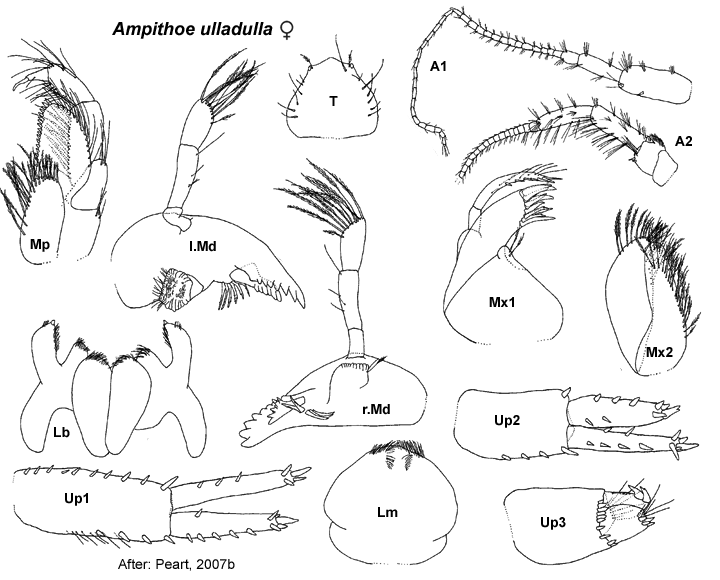 Ampithoe ulladulla ♀
A1
T
A2
Mp
l.Md
Mx1
Mx2
Lb
r.Md
Up2
Up1
Lm
Up3
After: Peart, 2007b